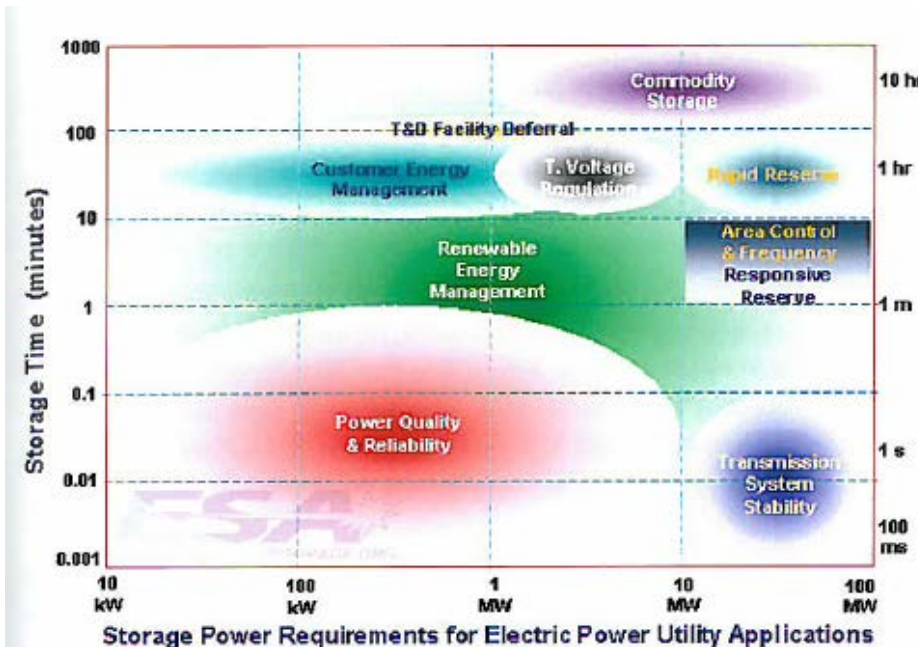 1000
Commodity
Storage
10 hr
100
T&D Facility Deferral
Customer Energy
Management
T. Voltage
Regulation
Rapid Reserve
1 hr
10
Area Control
& Frequency
Responsive
Reserve
Renewable
Energy
Management
1
1 m
Storage Time (minutes)
0.1
Power Quality
& Reliability
1 s
Transmission
System
Stability
0.01
ESA
100
ms
0.001
10
kW
100
kW
1
MW
10
MW
100
MW
Storage Power Requirements for Electric Power Utility Applications